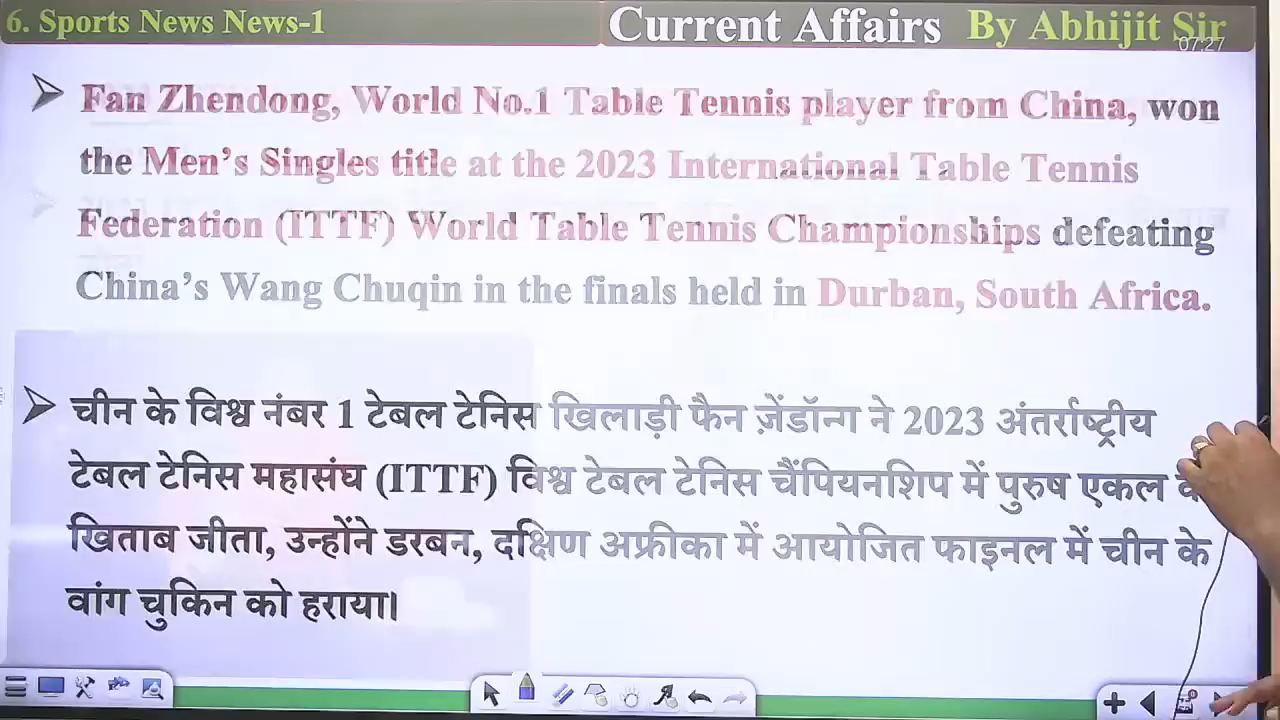 6. Sports News News-1
Current Affairs By Abhijit Sir
07:27
Fan Zhendong, World No.1 Table Tennis player from China, won
the Men's Singles title at the 2023 International Table Tennis
Federation (ITTF) World Table Tennis Championships defeating
China's Wang Chuqin in the finals held in Durban, South Africa.
चीन के विश्व नंबर 1 टेबल टेनिस खिलाड़ी फैन ज़ेंडॉन्ग ने 2023 अंतर्राष्ट्रीय
टेबल टेनिस महासंघ (ITTF) विश्व टेबल टेनिस चैंपियनशिप में पुरुष एकल
खिताब जीता, उन्होंने डरबन, दक्षिण अफ्रीका में आयोजित फाइनल में चीन के
वांग चुकिन को हराया।